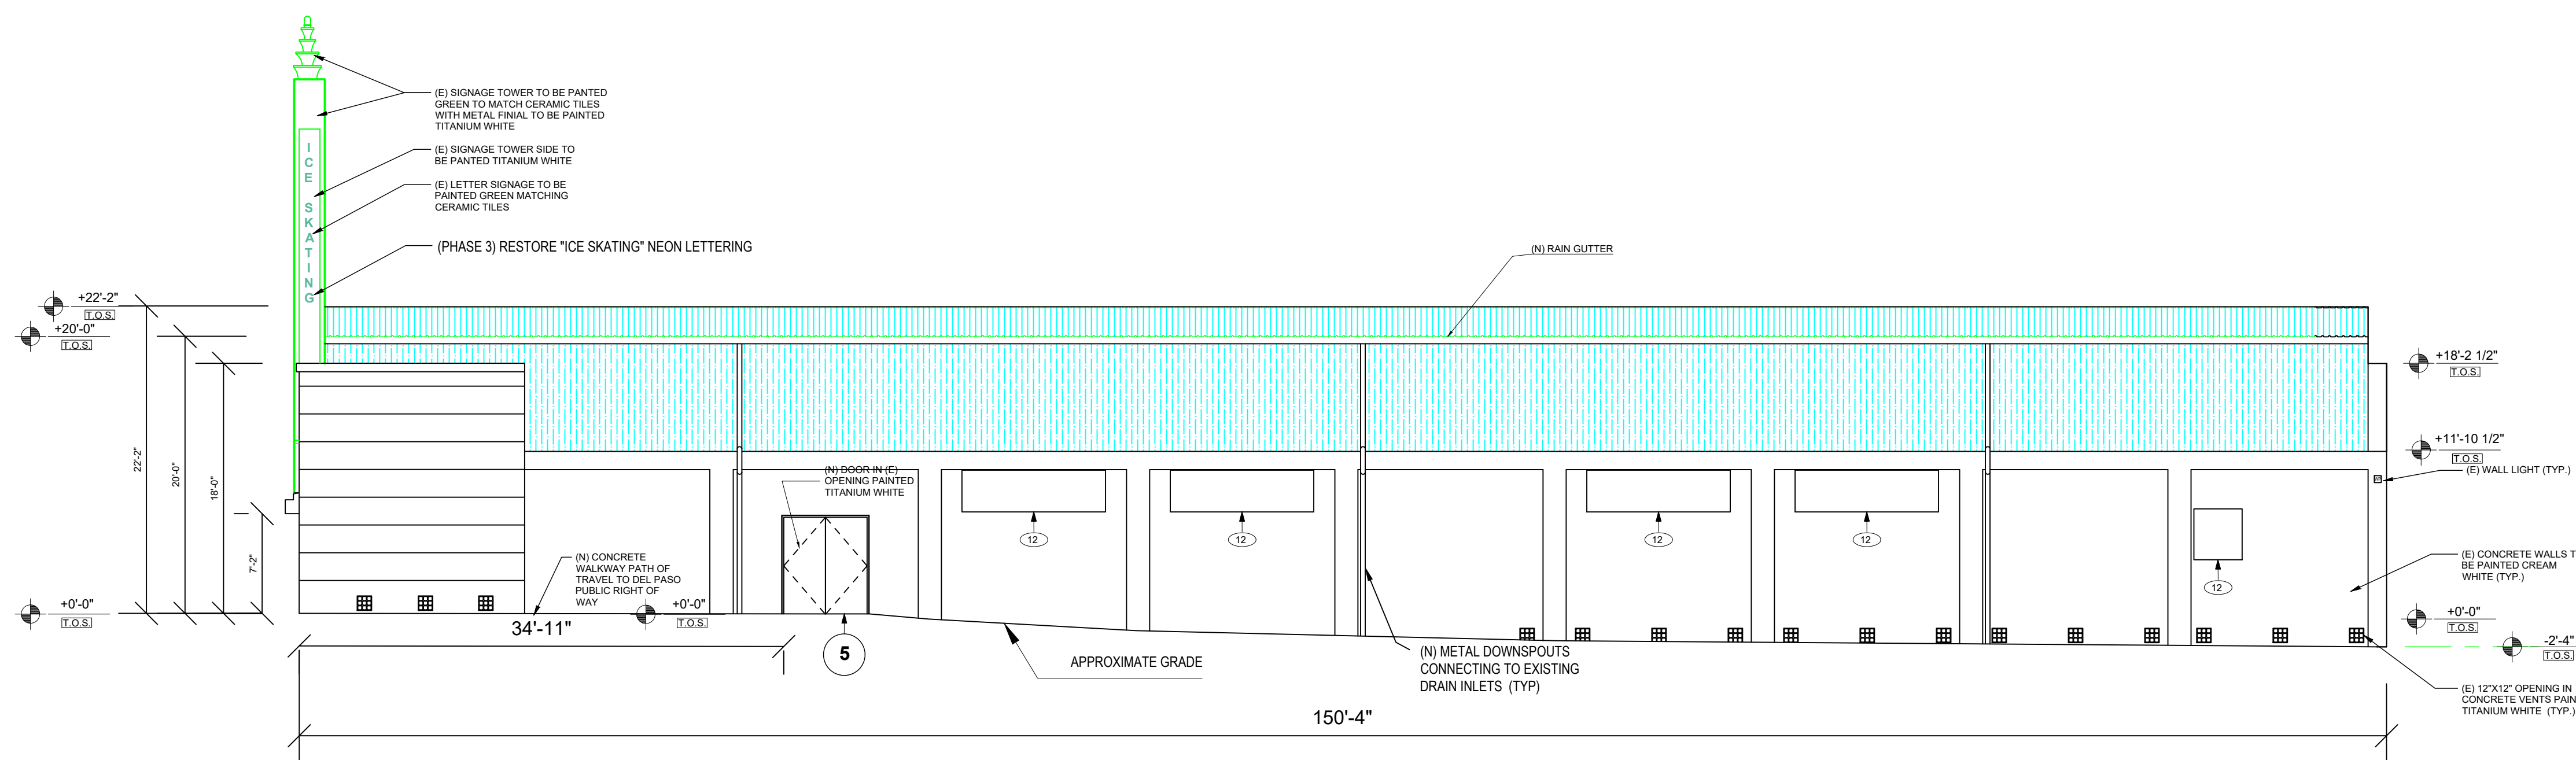 (E) SIGNAGE TOWER TO BE PANTED
GREEN TO MATCH CERAMIC TILES
WITH METAL FINIAL TO BE PAINTED
TITANIUM WHITE
(E) SIGNAGE TOWER SIDE TO
BE PANTED TITANIUM WHITE
(E) LETTER SIGNAGE TO BE
PAINTED GREEN MATCHING
CERAMIC TILES
(PHASE 3) RESTORE "ICE SKATING" NEON LETTERING
ICE SKATING
(N) RAIN GUTTER
+22'-2"
T.O.S.
+20'-0"
T.O.S.
+18'-2 1/2"
T.O.S.
+11'-10 1/2"
T.O.S.
(E) WALL LIGHT (TYP.)
22'-2"
20'-0"
18'-0"
7'-2"
(N) DOOR IN (E)
OPENING PAINTED
TITANIUM WHITE
12
12
12
12
12
(N) CONCRETE
WALKWAY PATH OF
TRAVEL TO DEL PASO
PUBLIC RIGHT OF
WAY
(E) CONCRETE WALLS T
BE PAINTED CREAM
WHITE (TYP.)
+0'-0"
T.O.S.
+0'-0"
T.O.S.
+0'-0"
T.O.S.
-2'-4"
T.O.S.
34'-11"
5
APPROXIMATE GRADE
(N) METAL DOWNSPOUTS
CONNECTING TO EXISTING
DRAIN INLETS (TYP)
(E) 12"X12" OPENING IN
CONCRETE VENTS PAIN
TITANIUM WHITE (TYP.)
150'-4"